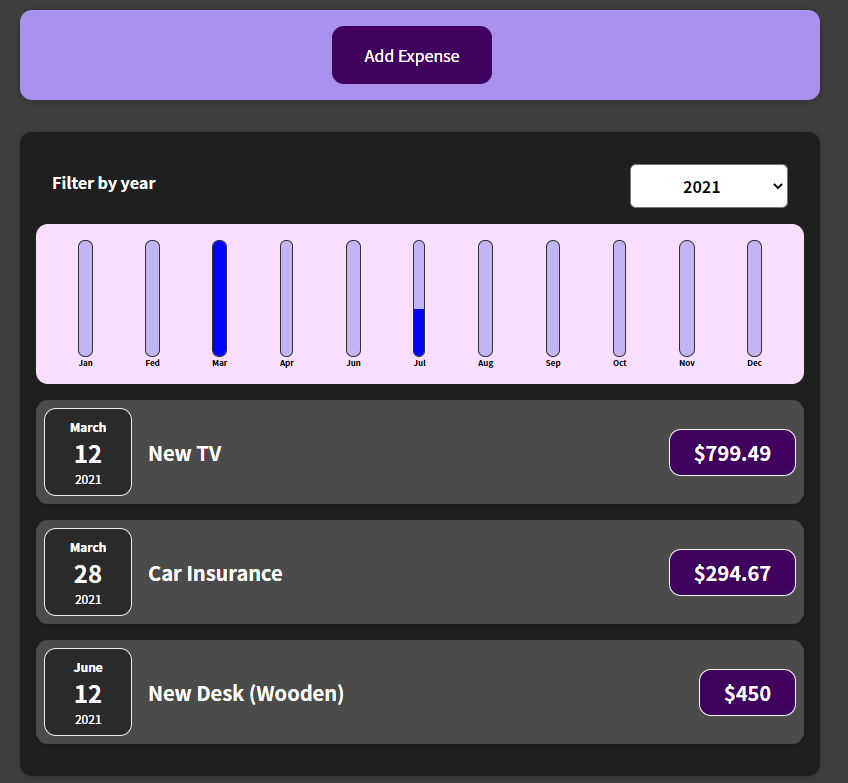 Add Expense
Filter by year
2021
Jan Fed Mar Apr Jun Jul Aug Sep Oct Nov Dec
March
12
2021
New TV
$799.49
March
28
2021
Car Insurance
$294.67
June
12
2021
New Desk (Wooden)
$450